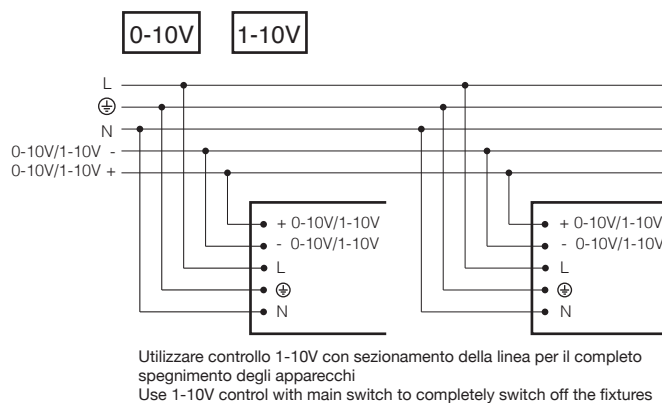 0-10V 1-10V
L
N
0-10V/1-10V -
0-10V/1-10V +
+ 0-10V/1-10V
- 0-10V/1-10V
L
N
+ 0-10V/1-10V
- 0-10V/1-10V
L
N
Utilizzare controllo 1-10V con sezionamento della linea per il completo
spegnimento degli apparecchi
Use 1-10V control with main switch to completely switch off the fixtures